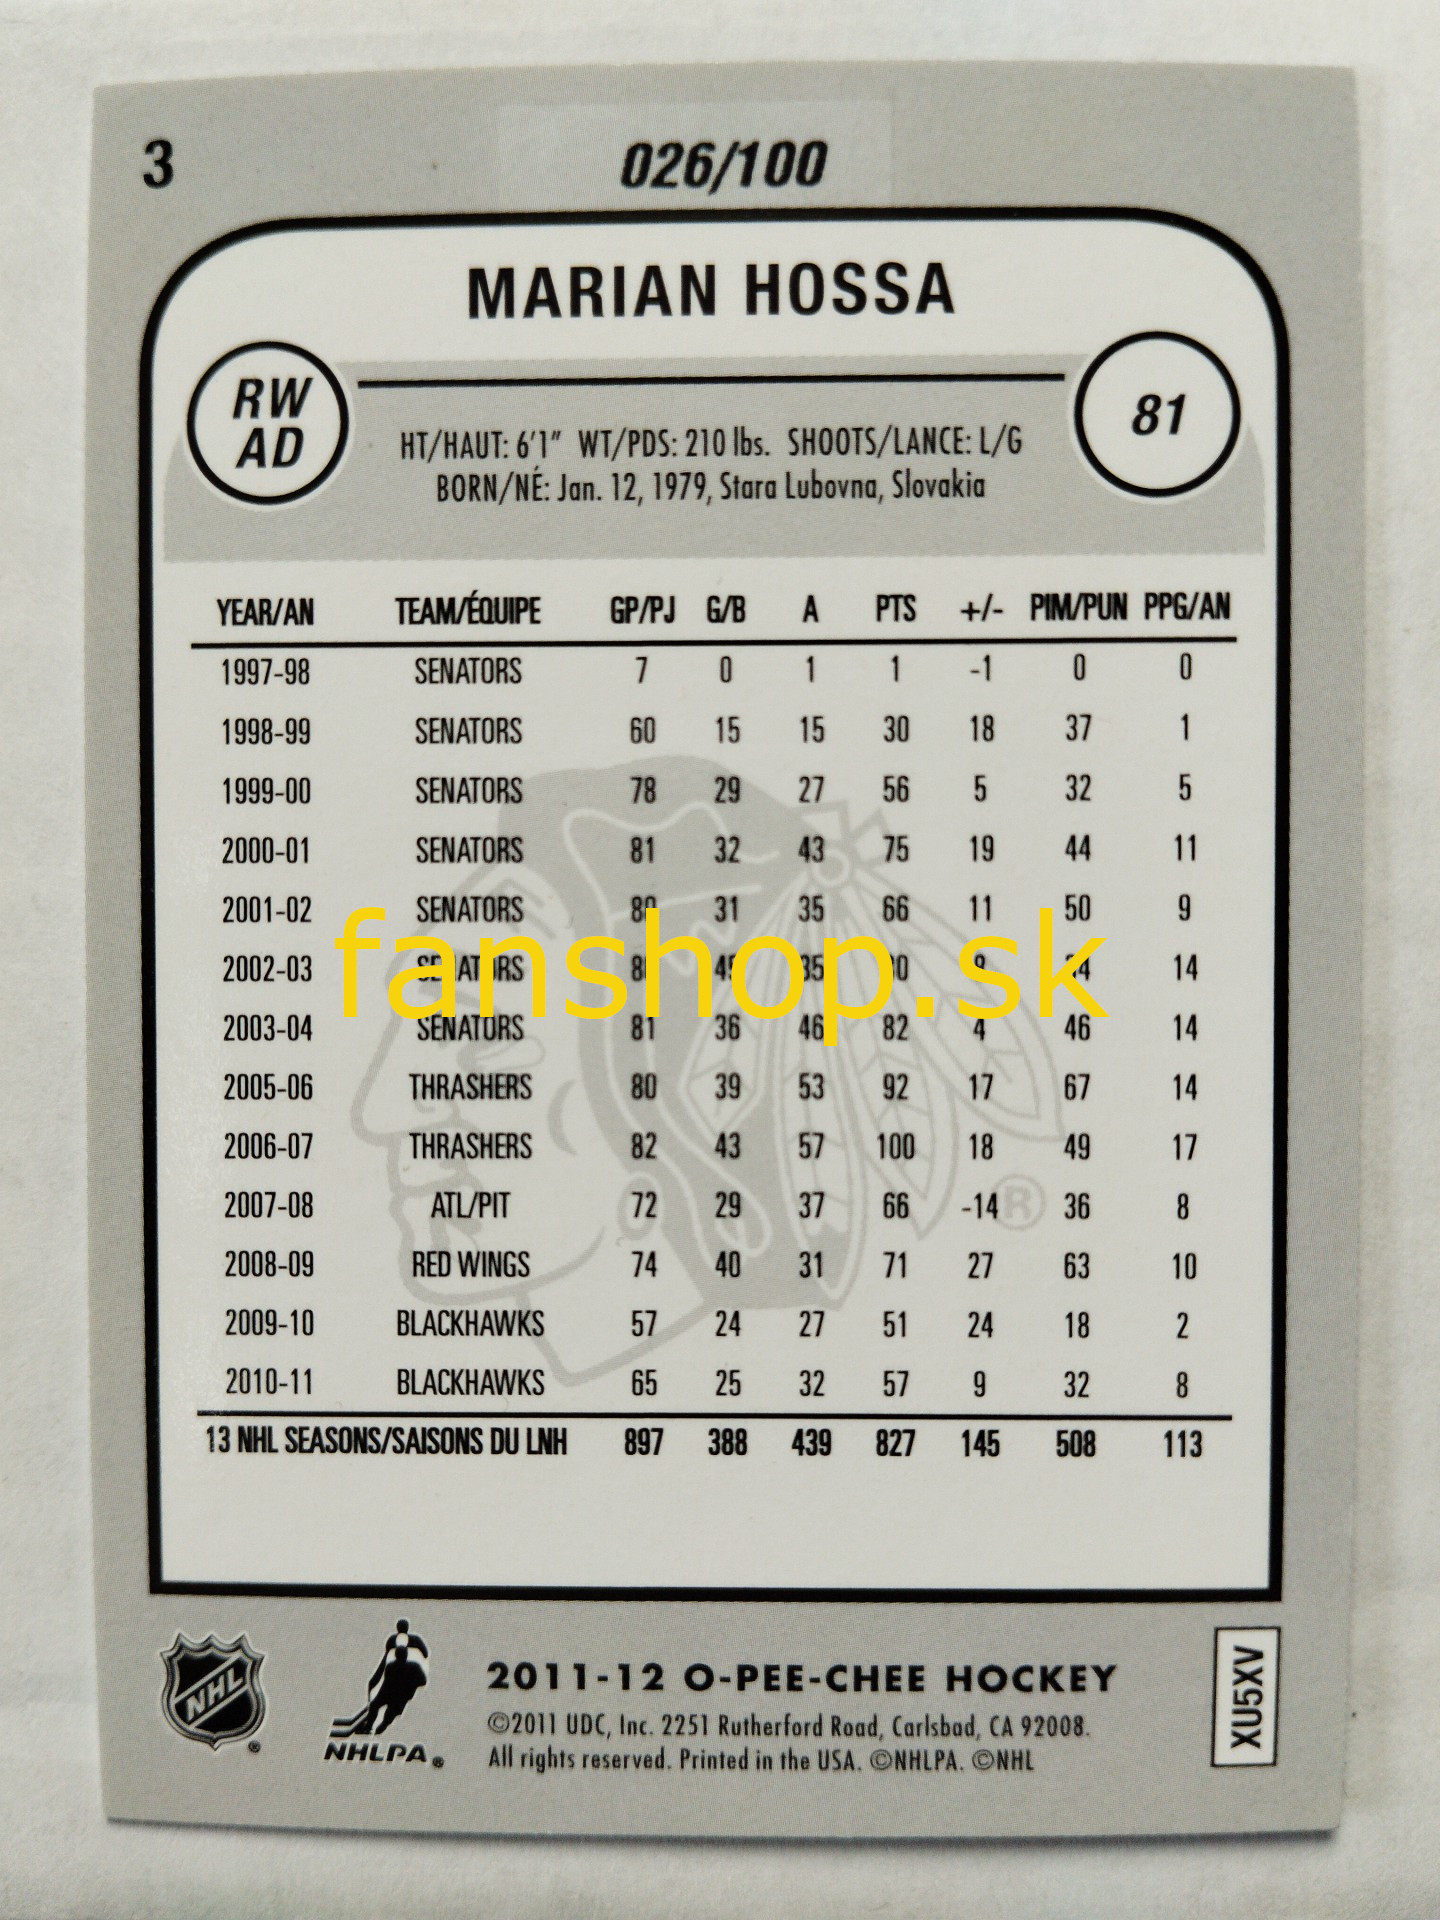 3
026/100
MARIAN HOSSA
RW
AD
81
HT/HAUT: 6'1" WT/PDS: 210 lbs. SHOOTS/LANCE: L/G
BORN/NÉ: Jan. 12, 1979, Stara Lubovna, Slovakia
YEAR/AN TEAM/ÉQUIPE GP/PJ G/B A PTS +/- PIM/PUN PPG/AN
1997-98 SENATORS 7 0 1 1 -1 0 0
1998-99 SENATORS 60 15 15 30 18 37 1
1999-00 SENATORS 78 29 27 56 5 32 5
2000-01 SENATORS 81 32 43 75 19 44 11
2001-02 SENATORS 80 31 35 66 11 50 9
2002-03 SENATORS 80 45 35 80 8 34 14
fanshop.sk
2003-04 SENATORS 81 36 46 82 4 46 14
2005-06 THRASHERS 80 39 53 92 17 67 14
2006-07 THRASHERS 82 43 57 100 18 49 17
2007-08 ATL/PIT 72 29 37 66 -14 36 8
2008-09 RED WINGS 74 40 31 71 27 63 10
2009-10 BLACKHAWKS 57 24 27 51 24 18 2
2010-11 BLACKHAWKS 65 25 32 57 9 32 8
13 NHL SEASONS/SAISONS DU LNH 897 388 439 827 145 508 113
®
NHL ®
NHLPA ®
2011-12 O-PEE-CHEE HOCKEY
©2011 UDC, Inc. 2251 Rutherford Road, Carlsbad, CA 92008.
All rights reserved. Printed in the USA. ©NHLPA. ©NHL
XU5XV